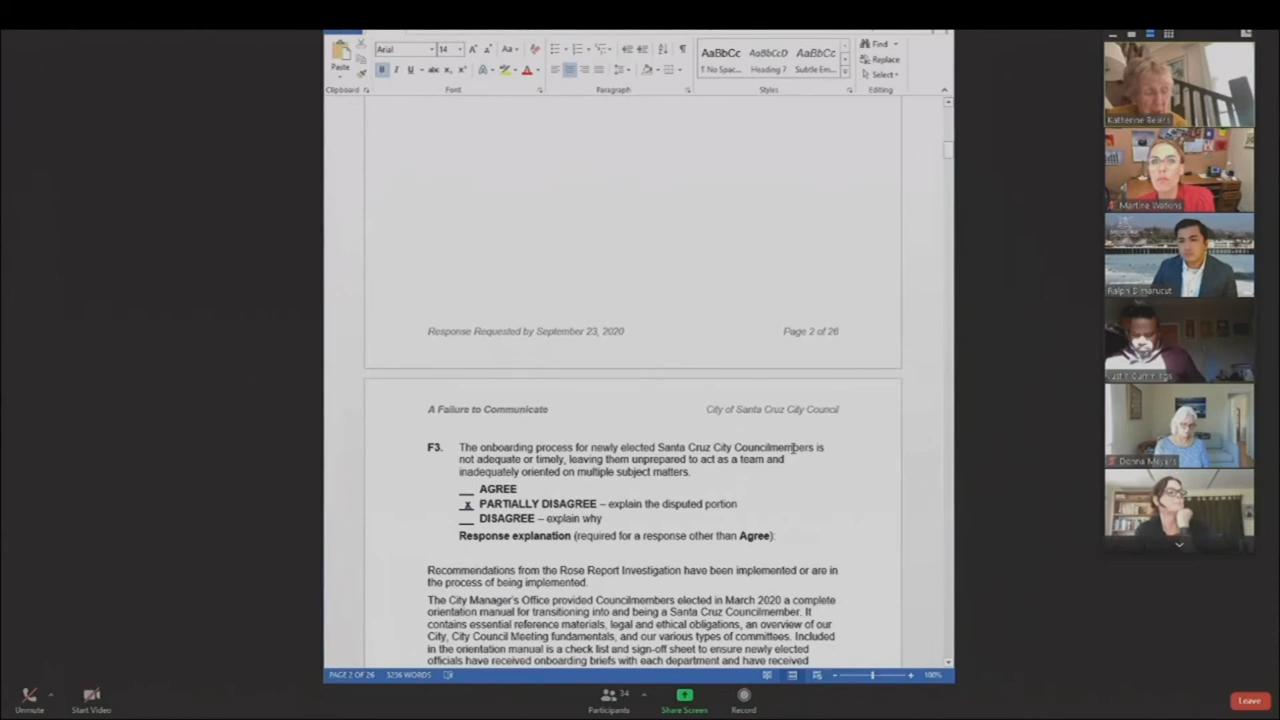 Arial
14
Aa
Find
Paste
AaBbCc
AaBbCcD
AaBbCc
Replace
¶ No Spac...
Heading 7
Subtle Em...
Select
Clipboard
Font
Paragraph
Styles
Editing
Katherine Beiers
Martine Watkins
Ralph Dimarucut
Justin Cummings
Donna Meyers
Response Requested by September 23, 2020
Page 2 of 26
A Failure to Communicate
City of Santa Cruz City Council
F3. The onboarding process for newly elected Santa Cruz City Councilmembers is
not adequate or timely, leaving them unprepared to act as a team and
inadequately oriented on multiple subject matters.
__ AGREE
x PARTIALLY DISAGREE – explain the disputed portion
__ DISAGREE – explain why
Response explanation (required for a response other than Agree):
Recommendations from the Rose Report Investigation have been implemented or are in
the process of being implemented.
The City Manager's Office provided Councilmembers elected in March 2020 a complete
orientation manual for transitioning into and being a Santa Cruz Councilmember. It
contains essential reference materials, legal and ethical obligations, an overview of our
City, City Council Meeting fundamentals, and our various types of committees. Included
in the orientation manual is a check list and sign-off sheet to ensure newly elected
officials have received onboarding briefs with each department and have received
PAGE 2 OF 26
5236 WORDS
100%
Unmute
Start Video
34
Participants
Share Screen
Record
Leave